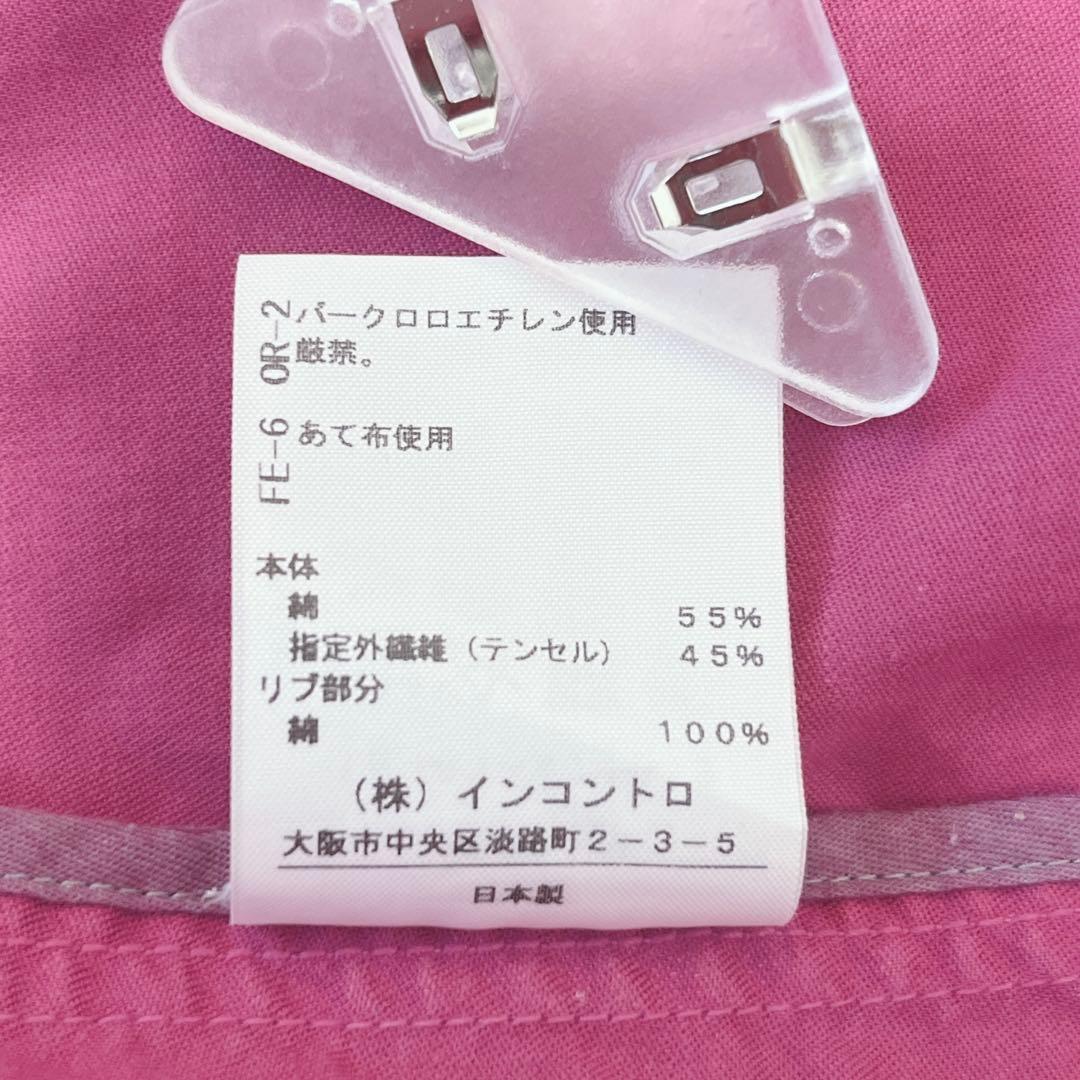 OR-2 パークロロエチレン使用
厳禁。
FE-6 あて布使用
本体
綿 55%
指定外繊維（テンセル） 45%
リブ部分
綿 100%
（株）インコントロ
大阪市中央区淡路町2-3-5
日本製